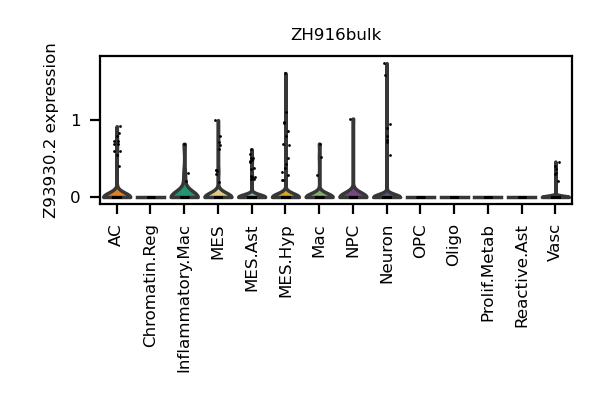 ZH916bulk
Z93930.2 expression
1
0
AC
Chromatin.Reg
Inflammatory.Mac
MES
MES.Ast
MES.Hyp
Mac
NPC
Neuron
OPC
Oligo
Prolif.Metab
Reactive.Ast
Vasc